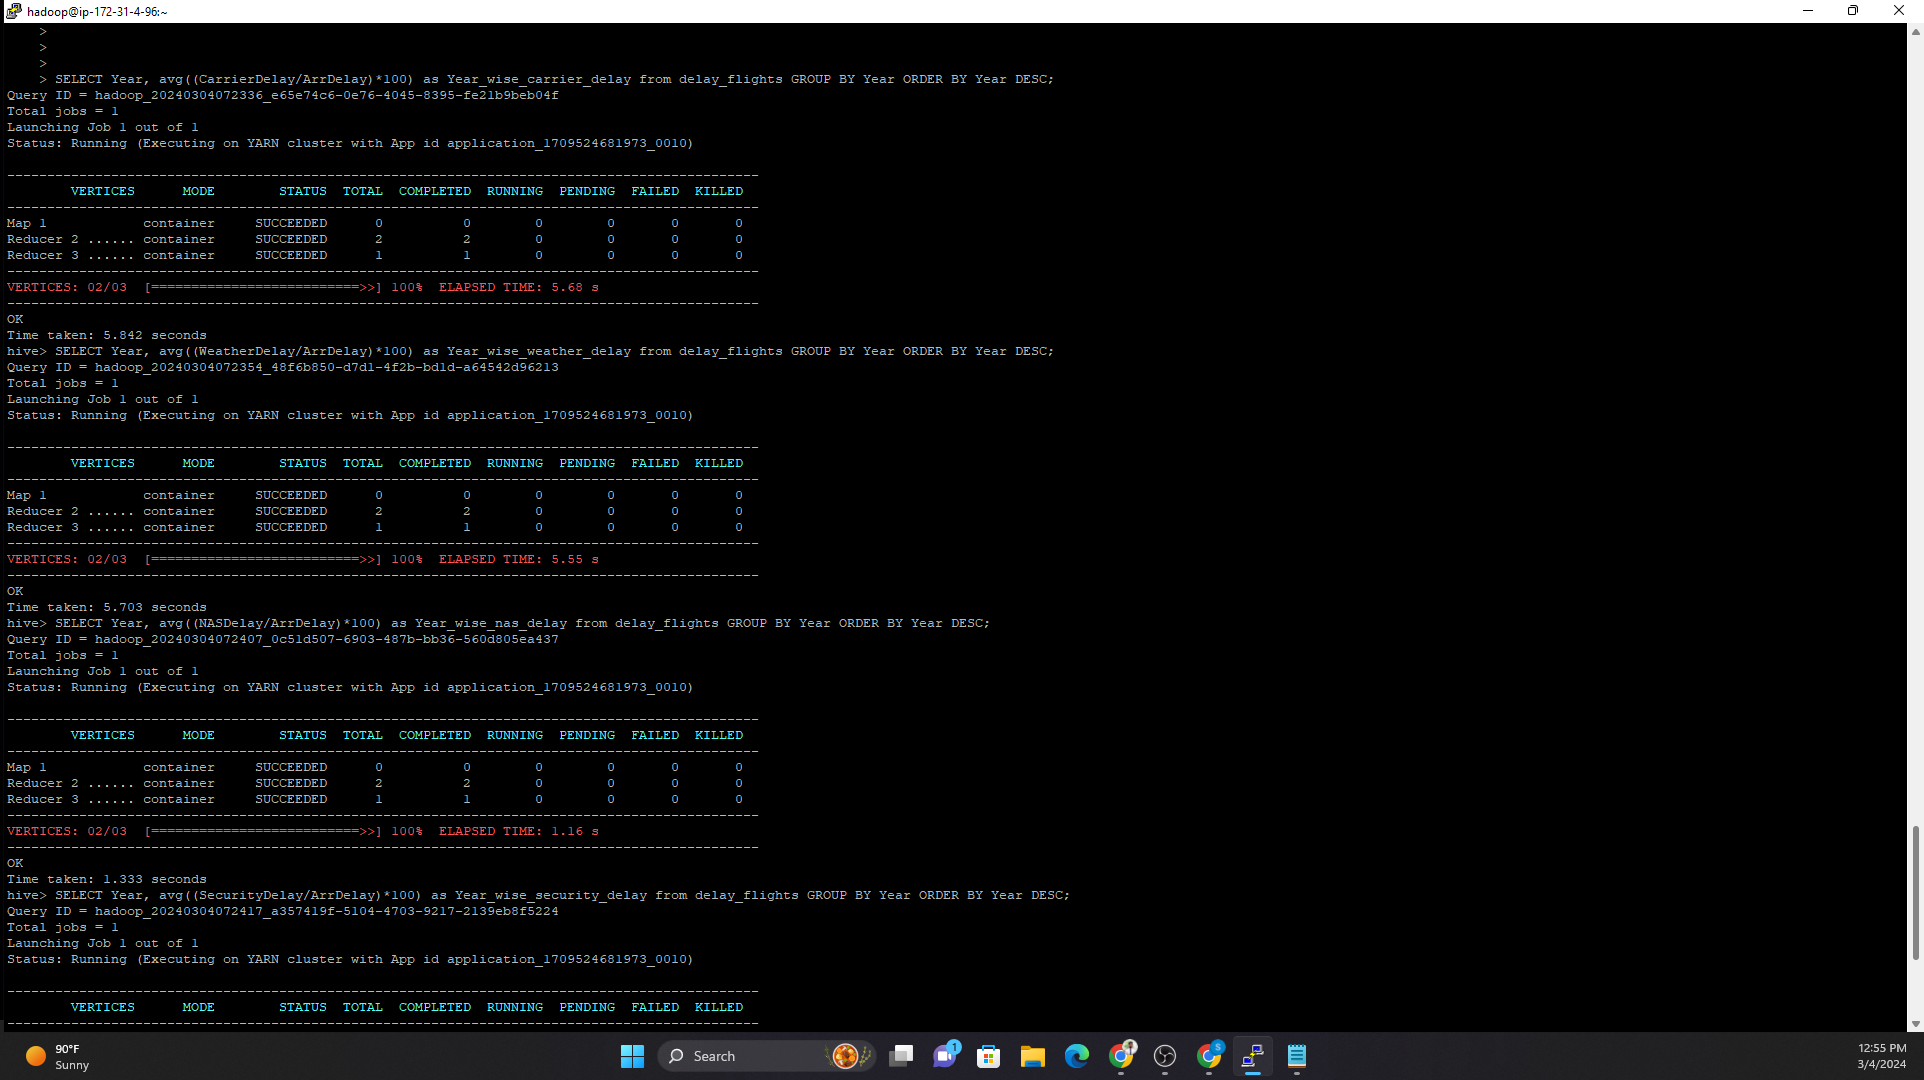 hadoop@ip-172-31-4-96:~
>
>
>
> SELECT Year, avg((CarrierDelay/ArrDelay)*100) as Year_wise_carrier_delay from delay_flights GROUP BY Year ORDER BY Year DESC;
Query ID = hadoop_20240304072336_e65e74c6-0e76-4045-8395-fe21b9beb04f
Total jobs = 1
Launching Job 1 out of 1
Status: Running (Executing on YARN cluster with App id application_1709524681973_0010)
----------------------------------------------------------------------------------------------
VERTICES MODE STATUS TOTAL COMPLETED RUNNING PENDING FAILED KILLED
----------------------------------------------------------------------------------------------
Map 1 container SUCCEEDED 0 0 0 0 0 0
Reducer 2 ...... container SUCCEEDED 2 2 0 0 0 0
Reducer 3 ...... container SUCCEEDED 1 1 0 0 0 0
----------------------------------------------------------------------------------------------
VERTICES: 02/03 [==========================>>] 100% ELAPSED TIME: 5.68 s
----------------------------------------------------------------------------------------------
OK
Time taken: 5.842 seconds
hive> SELECT Year, avg((WeatherDelay/ArrDelay)*100) as Year_wise_weather_delay from delay_flights GROUP BY Year ORDER BY Year DESC;
Query ID = hadoop_20240304072354_48f6b850-d7d1-4f2b-bd1d-a64542d96213
Total jobs = 1
Launching Job 1 out of 1
Status: Running (Executing on YARN cluster with App id application_1709524681973_0010)
----------------------------------------------------------------------------------------------
VERTICES MODE STATUS TOTAL COMPLETED RUNNING PENDING FAILED KILLED
----------------------------------------------------------------------------------------------
Map 1 container SUCCEEDED 0 0 0 0 0 0
Reducer 2 ...... container SUCCEEDED 2 2 0 0 0 0
Reducer 3 ...... container SUCCEEDED 1 1 0 0 0 0
----------------------------------------------------------------------------------------------
VERTICES: 02/03 [==========================>>] 100% ELAPSED TIME: 5.55 s
----------------------------------------------------------------------------------------------
OK
Time taken: 5.703 seconds
hive> SELECT Year, avg((NASDelay/ArrDelay)*100) as Year_wise_nas_delay from delay_flights GROUP BY Year ORDER BY Year DESC;
Query ID = hadoop_20240304072407_0c51d507-6903-487b-bb36-560d805ea437
Total jobs = 1
Launching Job 1 out of 1
Status: Running (Executing on YARN cluster with App id application_1709524681973_0010)
----------------------------------------------------------------------------------------------
VERTICES MODE STATUS TOTAL COMPLETED RUNNING PENDING FAILED KILLED
----------------------------------------------------------------------------------------------
Map 1 container SUCCEEDED 0 0 0 0 0 0
Reducer 2 ...... container SUCCEEDED 2 2 0 0 0 0
Reducer 3 ...... container SUCCEEDED 1 1 0 0 0 0
----------------------------------------------------------------------------------------------
VERTICES: 02/03 [==========================>>] 100% ELAPSED TIME: 1.16 s
----------------------------------------------------------------------------------------------
OK
Time taken: 1.333 seconds
hive> SELECT Year, avg((SecurityDelay/ArrDelay)*100) as Year_wise_security_delay from delay_flights GROUP BY Year ORDER BY Year DESC;
Query ID = hadoop_20240304072417_a357419f-5104-4703-9217-2139eb8f5224
Total jobs = 1
Launching Job 1 out of 1
Status: Running (Executing on YARN cluster with App id application_1709524681973_0010)
----------------------------------------------------------------------------------------------
VERTICES MODE STATUS TOTAL COMPLETED RUNNING PENDING FAILED KILLED
----------------------------------------------------------------------------------------------
90°F
Sunny
Search
1
S
12:55 PM
3/4/2024